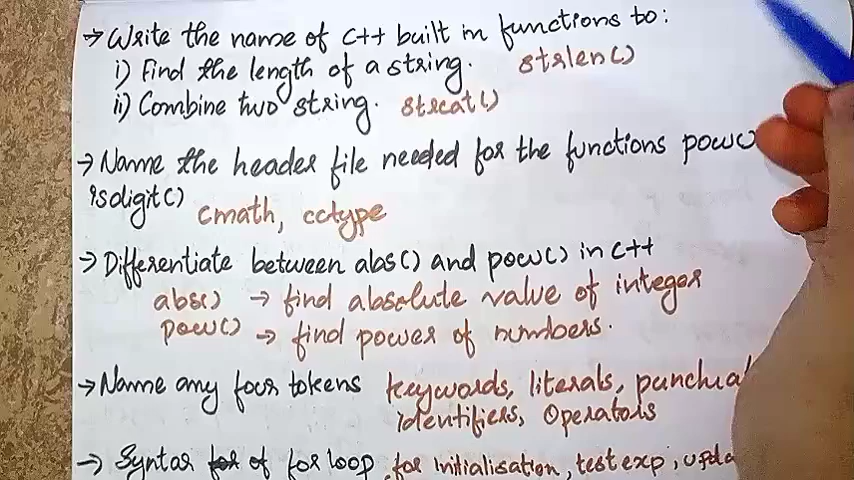 → Write the name of C++ built in functions to:
i) Find the length of a string. strlen()
ii) Combine two string. strcat()
→ Name the header file needed for the functions pow()
isdigit() cmath, cctype
→ Differentiate between abs() and pow() in C++
abs() → find absolute value of integer
pow() → find power of numbers.
→ Name any four tokens keywords, literals,
identifiers, Operators
→ Syntax of for loop for initialisation, test exp;